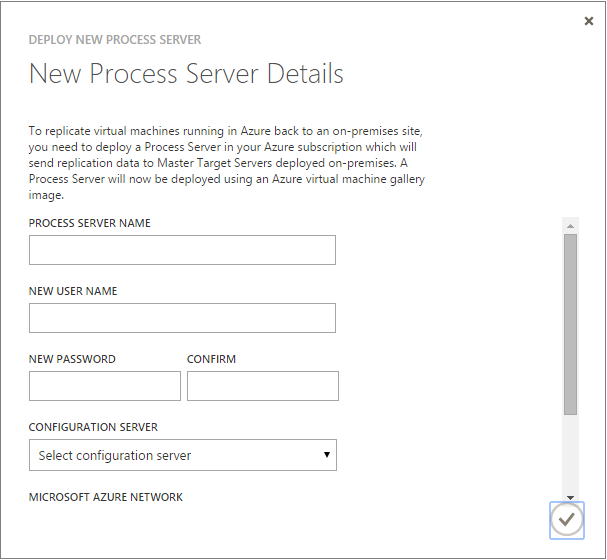 DEPLOY NEW PROCESS SERVER
New Process Server Details
To replicate virtual machines running in Azure back to an on-premises site,
you need to deploy a Process Server in your Azure subscription which will
send replication data to Master Target Servers deployed on-premises. A
Process Server will now be deployed using an Azure virtual machine gallery
image.
PROCESS SERVER NAME
NEW USER NAME
NEW PASSWORD CONFIRM
CONFIGURATION SERVER
Select configuration server
MICROSOFT AZURE NETWORK